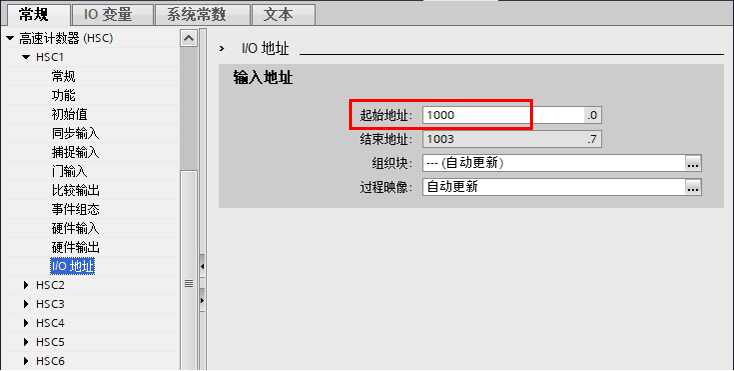 常规
IO 变量
系统常数
文本
高速计数器 (HSC)
HSC1
常规
功能
初始值
同步输入
捕捉输入
门输入
比较输出
事件组态
硬件输入
硬件输出
I/O 地址
HSC2
HSC3
HSC4
HSC5
HSC6
I/O 地址
输入地址
起始地址: 1000 .0
结束地址: 1003 .7
组织块: --- (自动更新) ...
过程映像: 自动更新 ...